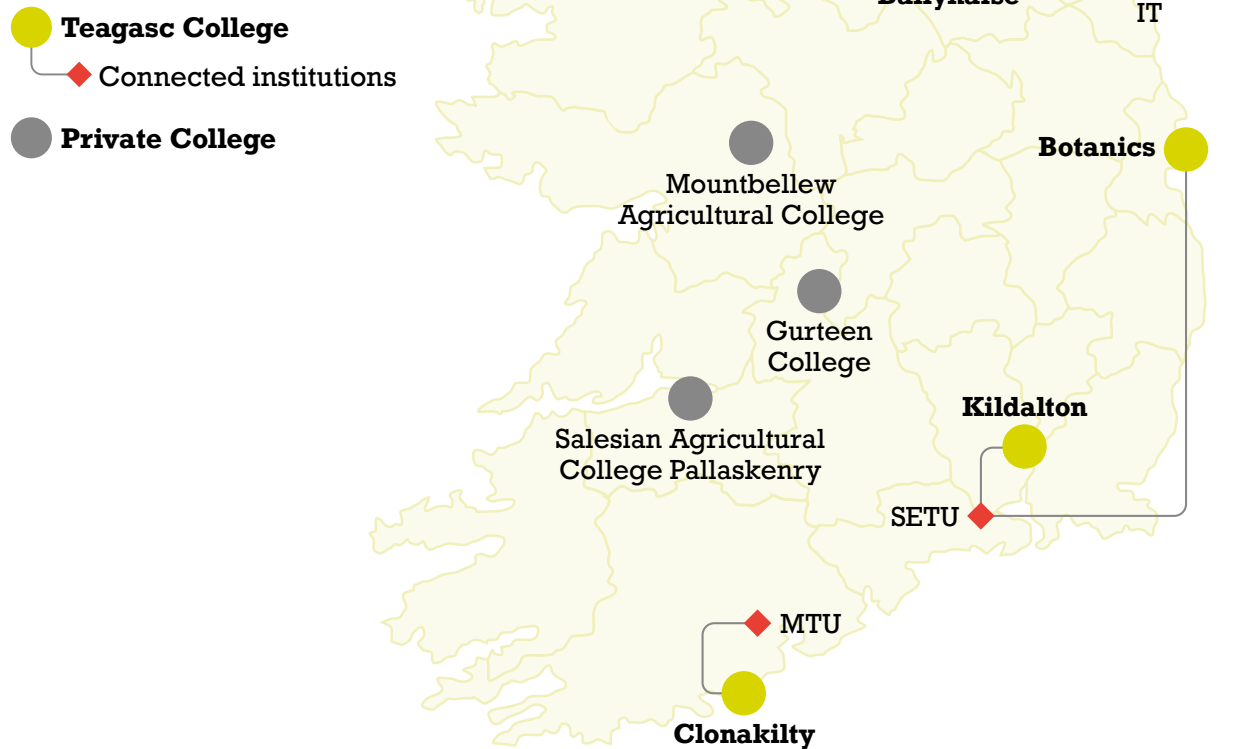 IT
Teagasc College
Connected institutions
Private College
Botanics
Mountbellew
Agricultural College
Gurteen
College
Kildalton
Salesian Agricultural
College Pallaskenry
SETU
MTU
Clonakilty